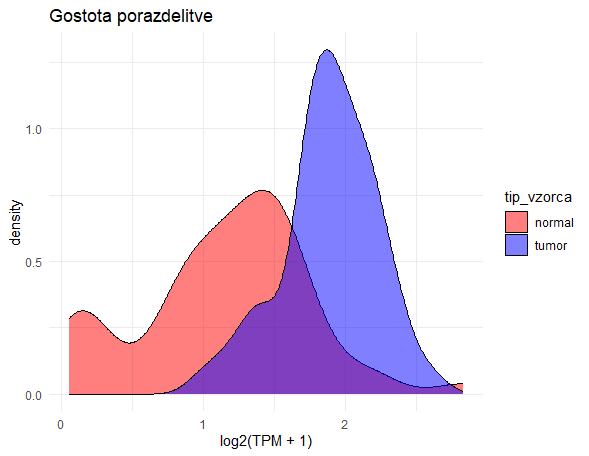 Gostota porazdelitve
1.0
0.5
0.0
density
0
1
2
log2(TPM + 1)
tip_vzorca
normal
tumor